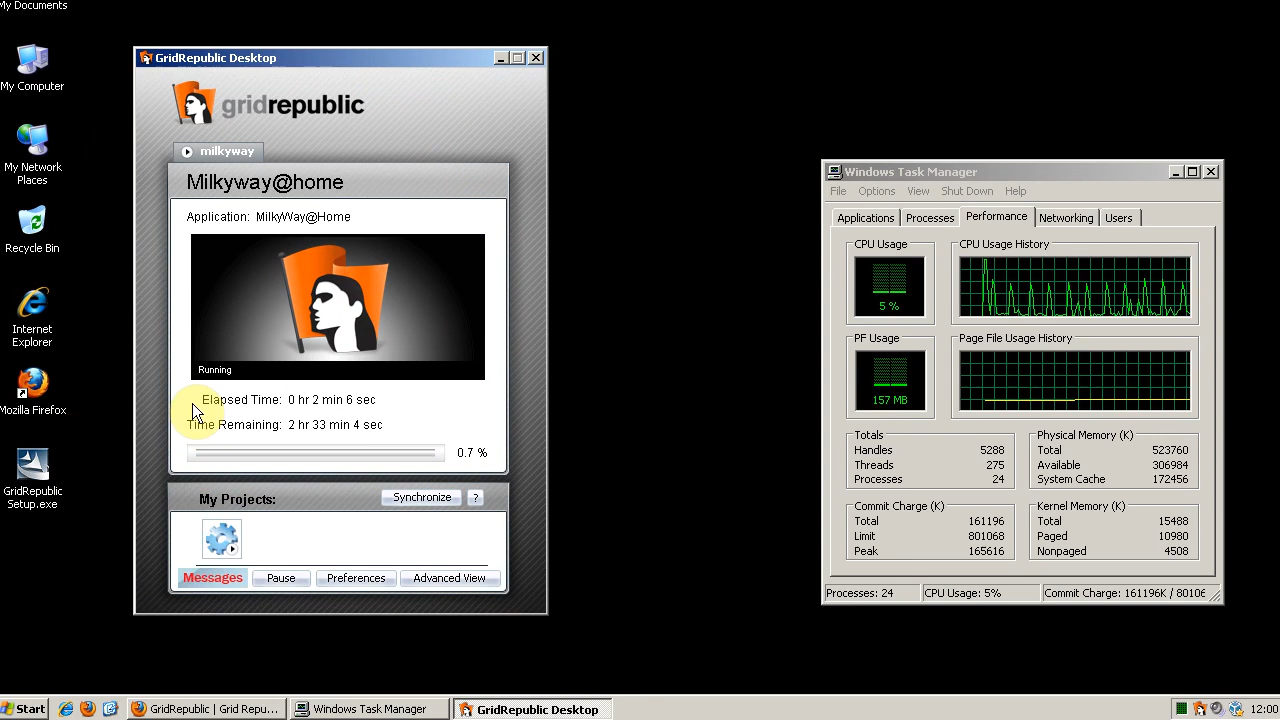 My Documents
My Computer
My Network
Places
Recycle Bin
Internet
Explorer
Mozilla Firefox
GridRepublic
Setup.exe
GridRepublic Desktop
gridrepublic
milkyway
Milkyway@home
Application: MilkyWay@Home
Running
Elapsed Time: 0 hr 2 min 6 sec
Time Remaining: 2 hr 33 min 4 sec
0.7 %
My Projects:
Synchronize
?
Messages
Pause
Preferences
Advanced View
Windows Task Manager
File Options View Shut Down Help
Applications Processes Performance Networking Users
CPU Usage
CPU Usage History
5 %
PF Usage
Page File Usage History
157 MB
Totals
Handles 5288
Threads 275
Processes 24
Physical Memory (K)
Total 523760
Available 306984
System Cache 172456
Commit Charge (K)
Total 161196
Limit 801068
Peak 165616
Kernel Memory (K)
Total 15488
Paged 10980
Nonpaged 4508
Processes: 24
CPU Usage: 5%
Commit Charge: 161196K / 80106
Start
GridRepublic | Grid Repu...
Windows Task Manager
GridRepublic Desktop
12:00